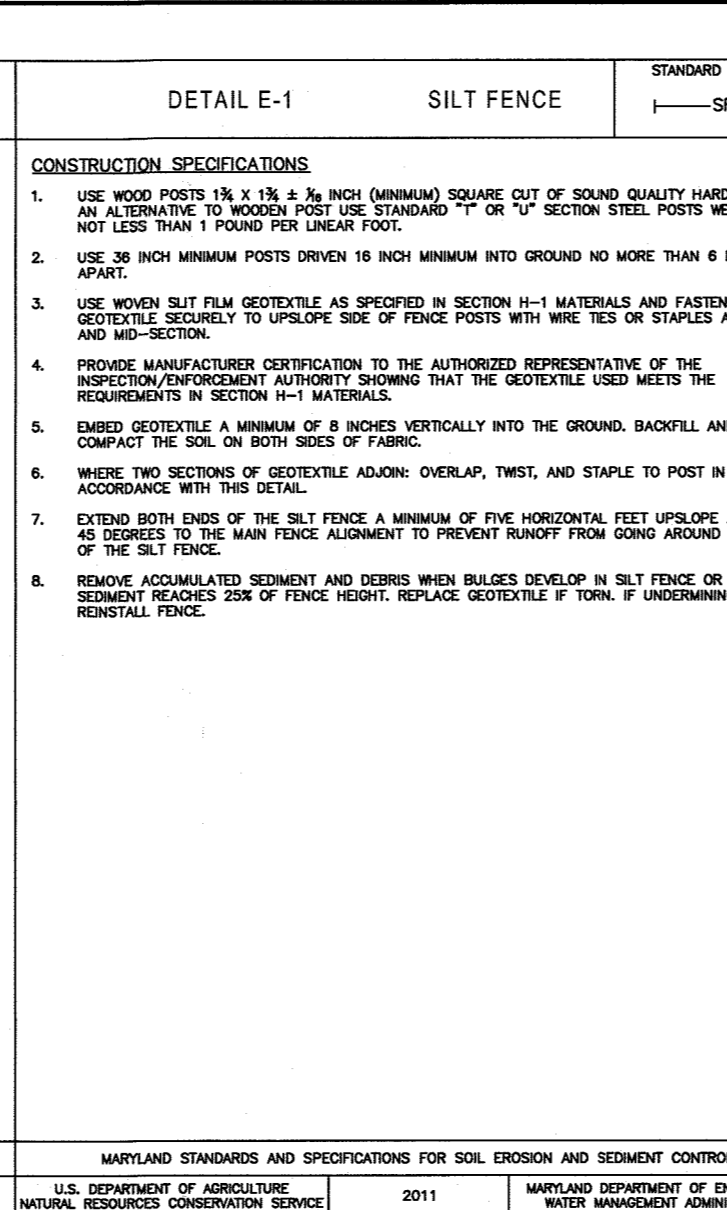 DETAIL E-1 SILT FENCE
STANDARD
CONSTRUCTION SPECIFICATIONS
1. USE WOOD POSTS 1¾ X 1¾ ± 1/16 INCH (MINIMUM) SQUARE CUT OF SOUND QUALITY HARD
AN ALTERNATIVE TO WOODEN POST USE STANDARD "T" OR "U" SECTION STEEL POSTS WE
NOT LESS THAN 1 POUND PER LINEAR FOOT.
2. USE 36 INCH MINIMUM POSTS DRIVEN 16 INCH MINIMUM INTO GROUND NO MORE THAN 6
APART.
3. USE WOVEN SLIT FILM GEOTEXTILE AS SPECIFIED IN SECTION H-1 MATERIALS AND FASTEN
GEOTEXTILE SECURELY TO UPSLOPE SIDE OF FENCE POSTS WITH WIRE TIES OR STAPLES A
AND MID-SECTION.
4. PROVIDE MANUFACTURER CERTIFICATION TO THE AUTHORIZED REPRESENTATIVE OF THE
INSPECTION/ENFORCEMENT AUTHORITY SHOWING THAT THE GEOTEXTILE USED MEETS THE
REQUIREMENTS IN SECTION H-1 MATERIALS.
5. EMBED GEOTEXTILE A MINIMUM OF 8 INCHES VERTICALLY INTO THE GROUND. BACKFILL AN
COMPACT THE SOIL ON BOTH SIDES OF FABRIC.
6. WHERE TWO SECTIONS OF GEOTEXTILE ADJOIN: OVERLAP, TWIST, AND STAPLE TO POST IN
ACCORDANCE WITH THIS DETAIL.
7. EXTEND BOTH ENDS OF THE SILT FENCE A MINIMUM OF FIVE HORIZONTAL FEET UPSLOPE
45 DEGREES TO THE MAIN FENCE ALIGNMENT TO PREVENT RUNOFF FROM GOING AROUND
OF THE SILT FENCE.
8. REMOVE ACCUMULATED SEDIMENT AND DEBRIS WHEN BULGES DEVELOP IN SILT FENCE OR
SEDIMENT REACHES 25% OF FENCE HEIGHT. REPLACE GEOTEXTILE IF TORN. IF UNDERMININ
REINSTALL FENCE.
MARYLAND STANDARDS AND SPECIFICATIONS FOR SOIL EROSION AND SEDIMENT CONTRO
U.S. DEPARTMENT OF AGRICULTURE
NATURAL RESOURCES CONSERVATION SERVICE
2011
MARYLAND DEPARTMENT OF E
WATER MANAGEMENT ADMINI